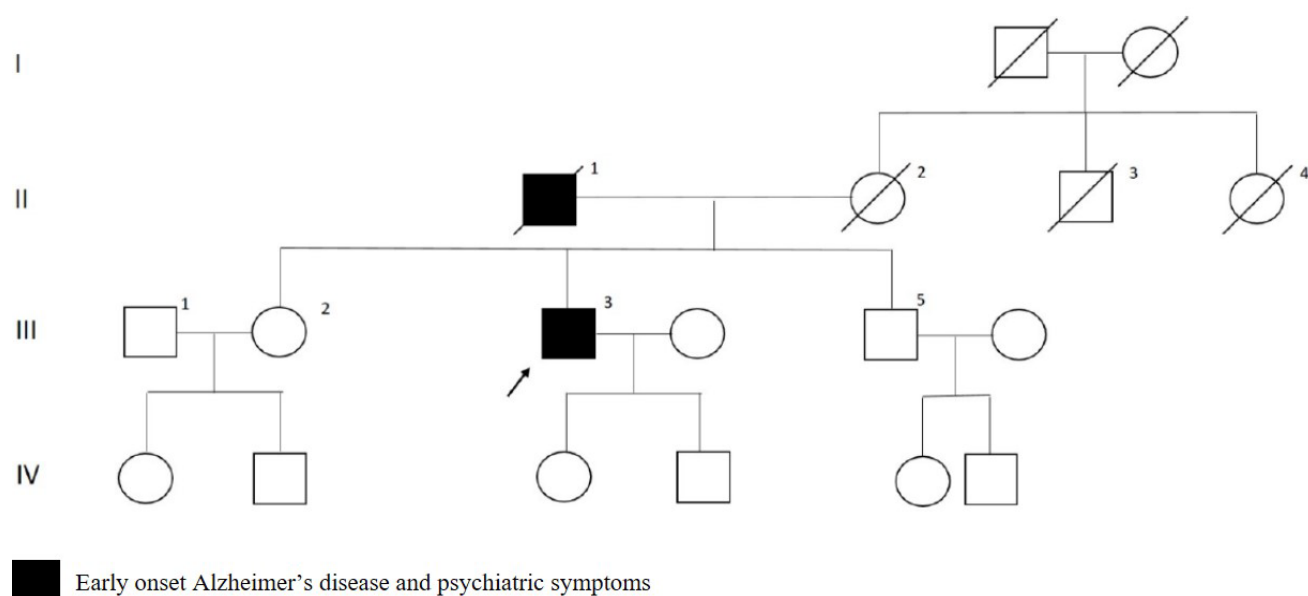 I
II
1
2
3
4
III
1
2
3
5
IV
Early onset Alzheimer's disease and psychiatric symptoms